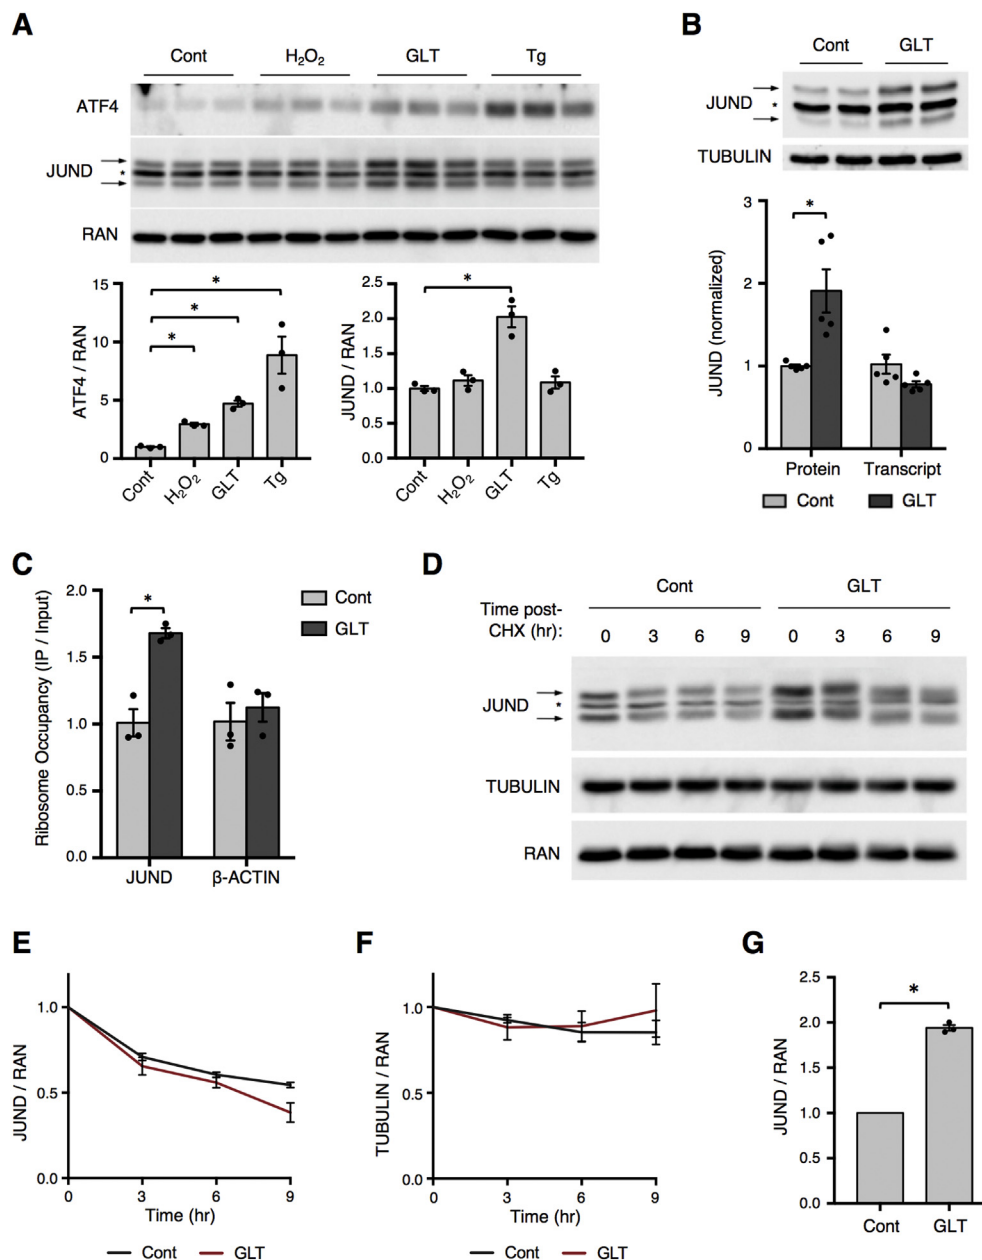 A
Cont H₂O₂ GLT Tg
ATF4
JUND
*
RAN
15
10
5
0
ATF4 / RAN
*
*
*
Cont H₂O₂ GLT Tg
2.5
2.0
1.5
1.0
0.5
0.0
JUND / RAN
*
Cont H₂O₂ GLT Tg
B
Cont GLT
JUND
*
TUBULIN
3
2
1
0
JUND (normalized)
*
Protein Transcript
Cont GLT
C
2.0
1.5
1.0
0.5
0.0
Ribosome Occupancy (IP / Input)
*
Cont
GLT
JUND β-ACTIN
D
Cont GLT
Time post-
CHX (hr):
0 3 6 9 0 3 6 9
JUND
*
TUBULIN
RAN
E
1.0
0.5
0.0
JUND / RAN
0 3 6 9
Time (hr)
Cont GLT
F
1.0
0.5
0.0
TUBULIN / RAN
0 3 6 9
Time (hr)
Cont GLT
G
2.5
2.0
1.5
1.0
0.5
0.0
JUND / RAN
*
Cont GLT